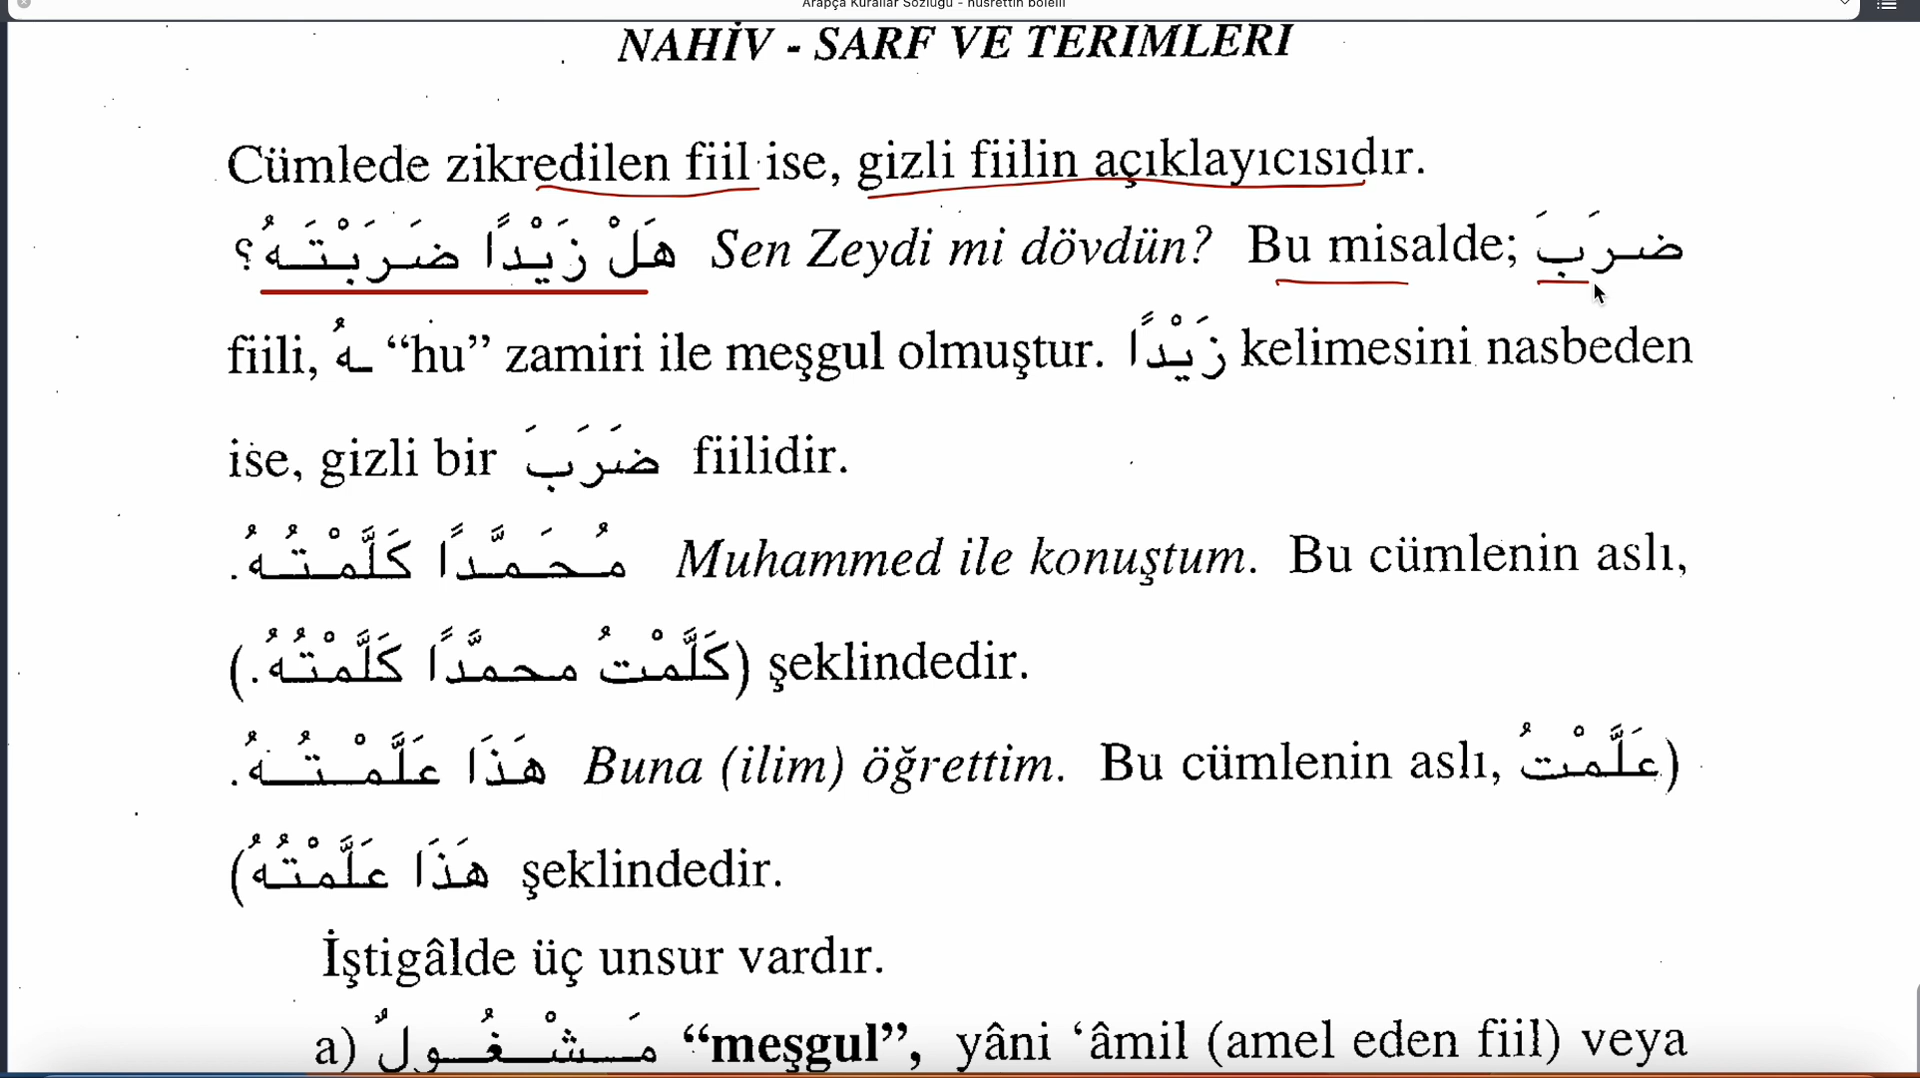 Arapça Kurallar Sözlüğü - nusrettin bolelli
NAHİV - SARF VE TERIMLERI
Cümlede zikredilen fiil ise, gizli fiilin açıklayıcısıdır.
هَلْ زَيْدًا ضَرَبْتَهُ؟ Sen Zeydi mi dövdün? Bu misalde; ضرَبَ
fiili, ـهُ “hu” zamiri ile meşgul olmuştur. زَيْدًا kelimesini nasbeden
ise, gizli bir ضَرَبَ fiilidir.
مُحَمَّدًا كَلَّمْتُهُ. Muhammed ile konuştum. Bu cümlenin aslı,
(كَلَّمْتُ محمَّدًا كَلَّمْتُهُ.) şeklindedir.
هَذَا عَلَّمْتُهُ. Buna (ilim) öğrettim. Bu cümlenin aslı, (عَلَّمْتُ
هَذَا عَلَّمْتُهُ) şeklindedir.
İştigâlde üç unsur vardır.
a) مَشْغُولٌ “meşgul”, yâni ‘âmil (amel eden fiil) veya